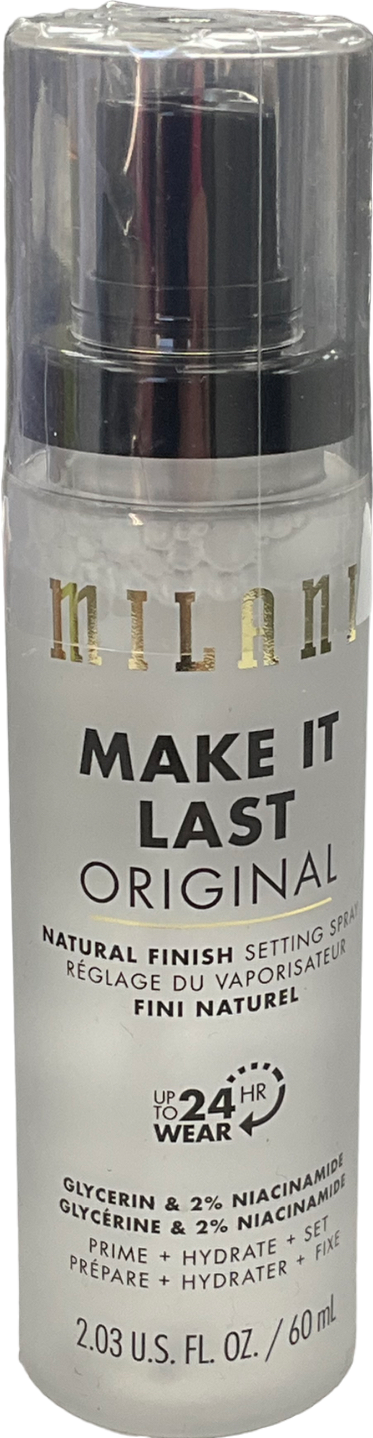 MILANI
MAKE IT
LAST
ORIGINAL
NATURAL FINISH SETTING SPRAY
RÉGLAGE DU VAPORISATEUR
FINI NATUREL
UP TO 24 HR
WEAR
GLYCERIN & 2% NIACINAMIDE
GLYCÉRINE & 2% NIACINAMIDE
PRIME + HYDRATE + SET
PRÉPARE + HYDRATER + FIXE
2.03 U.S. FL. OZ. / 60 mL